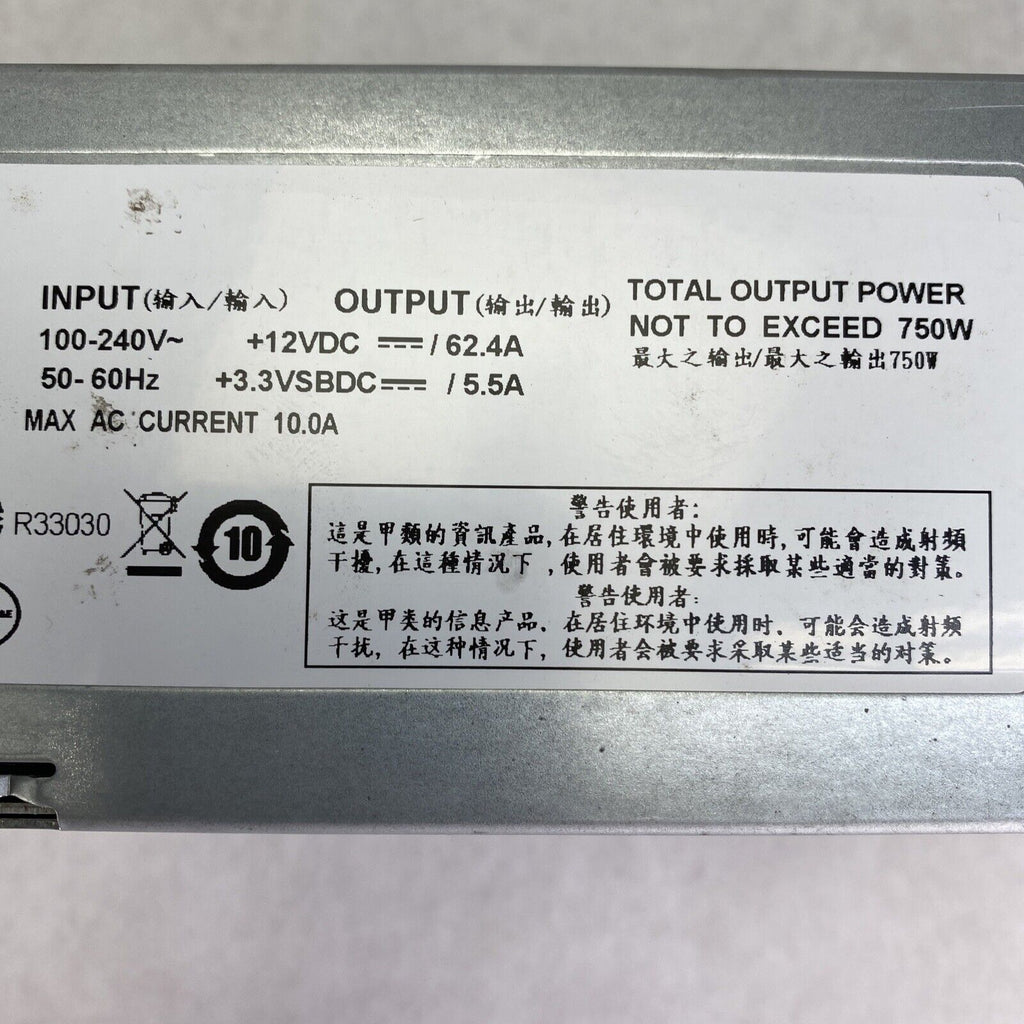 INPUT(输入/輸入)
OUTPUT(输出/輸出)
TOTAL OUTPUT POWER
NOT TO EXCEED 750W
最大之输出/最大之輸出750W
100-240V~ +12VDC ⎓ / 62.4A
50-60Hz +3.3VSBDC ⎓ / 5.5A
MAX AC CURRENT 10.0A
R33030
10
警告使用者:
這是甲類的資訊產品,在居住環境中使用時,可能會造成射頻
干擾,在這種情況下,使用者會被要求採取某些適當的對策。
警告使用者:
这是甲类的信息产品,在居住环境中使用时,可能会造成射频
干扰,在这种情况下,使用者会被要求采取某些适当的对策。